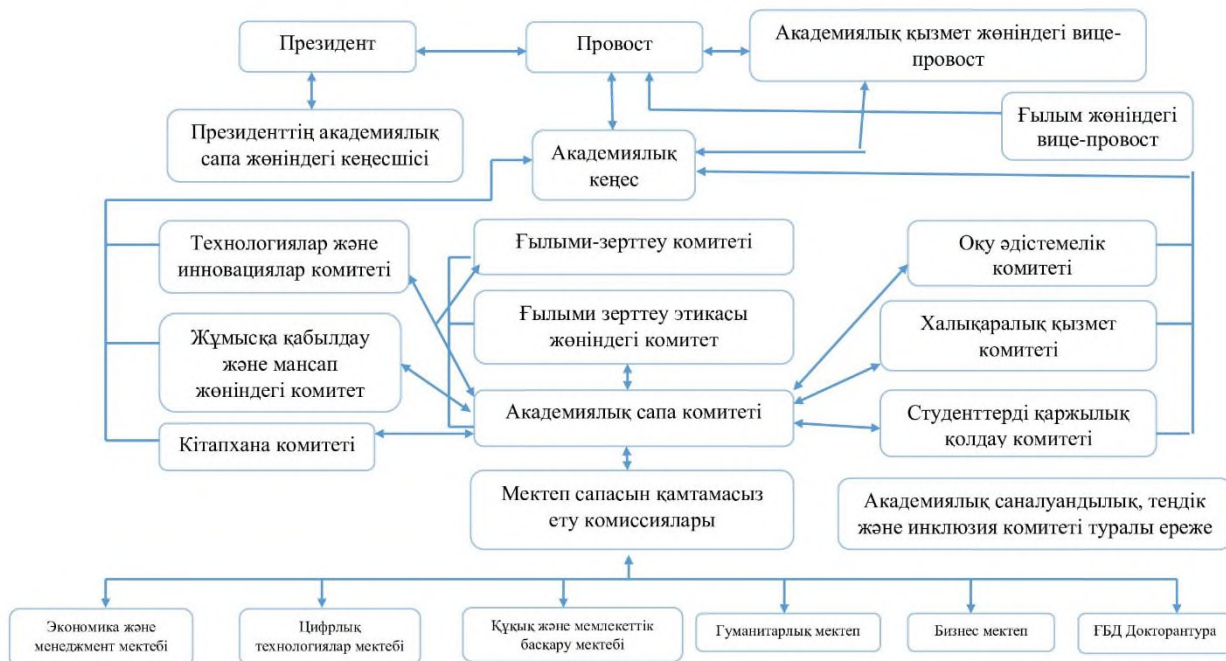 Президент
Провост
Академиялық қызмет жөніндегі вице-
провост
Президенттің академиялық
сапа жөніндегі кеңесшісі
Академиялық
кеңес
Ғылым жөніндегі
вице-провост
Технологиялар және
инновациялар комитеті
Ғылыми-зерттеу комитеті
Оқу әдістемелік
комитеті
Жұмысқа қабылдау
және мансап
жөніндегі комитет
Ғылыми зерттеу этикасы
жөніндегі комитет
Халықаралық қызмет
комитеті
Кітапхана комитеті
Академиялық сапа комитеті
Студенттерді қаржылық
қолдау комитеті
Мектеп сапасын қамтамасыз
ету комиссиялары
Академиялық саналуандылық, теңдік
және инклюзия комитеті туралы ереже
Экономика және
менеджмент мектебі
Цифрлық
технологиялар мектебі
Құқық және мемлекеттік
басқару мектебі
Гуманитарлық мектеп
Бизнес мектеп
ҒБД Докторантура